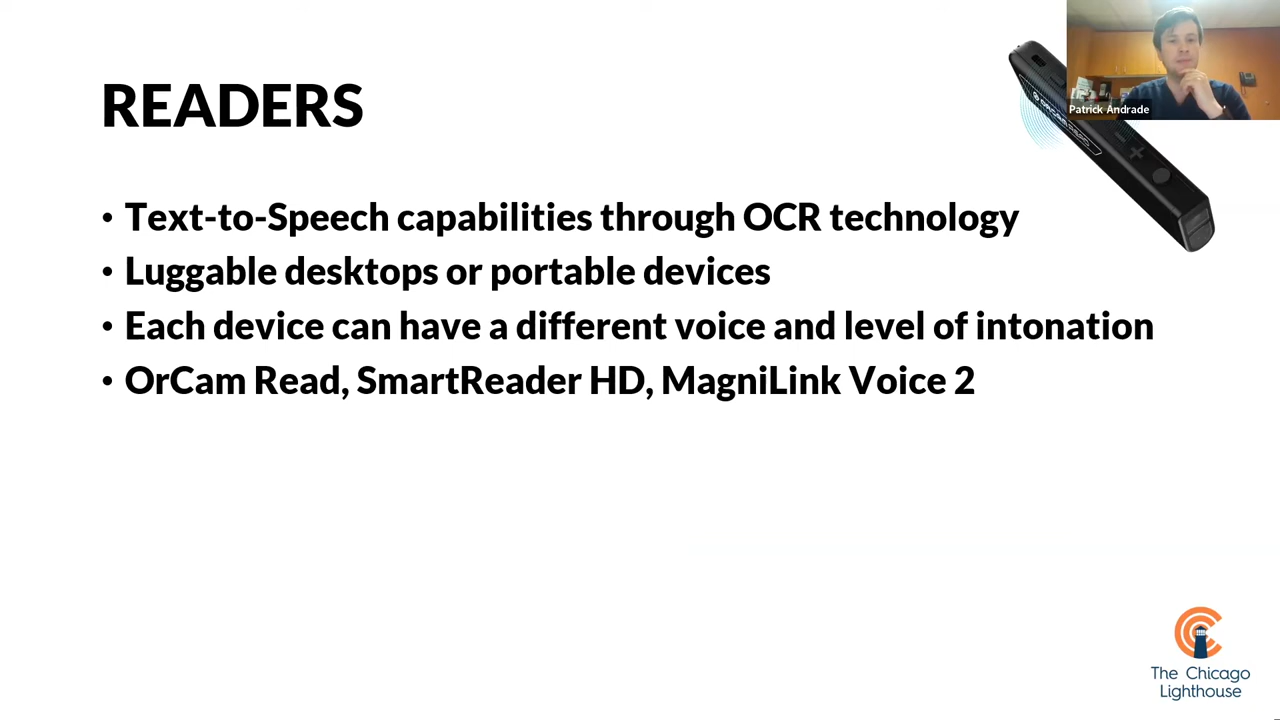 READERS
Patrick Andrade
• Text-to-Speech capabilities through OCR technology
• Luggable desktops or portable devices
• Each device can have a different voice and level of intonation
• OrCam Read, SmartReader HD, MagniLink Voice 2
The Chicago
Lighthouse